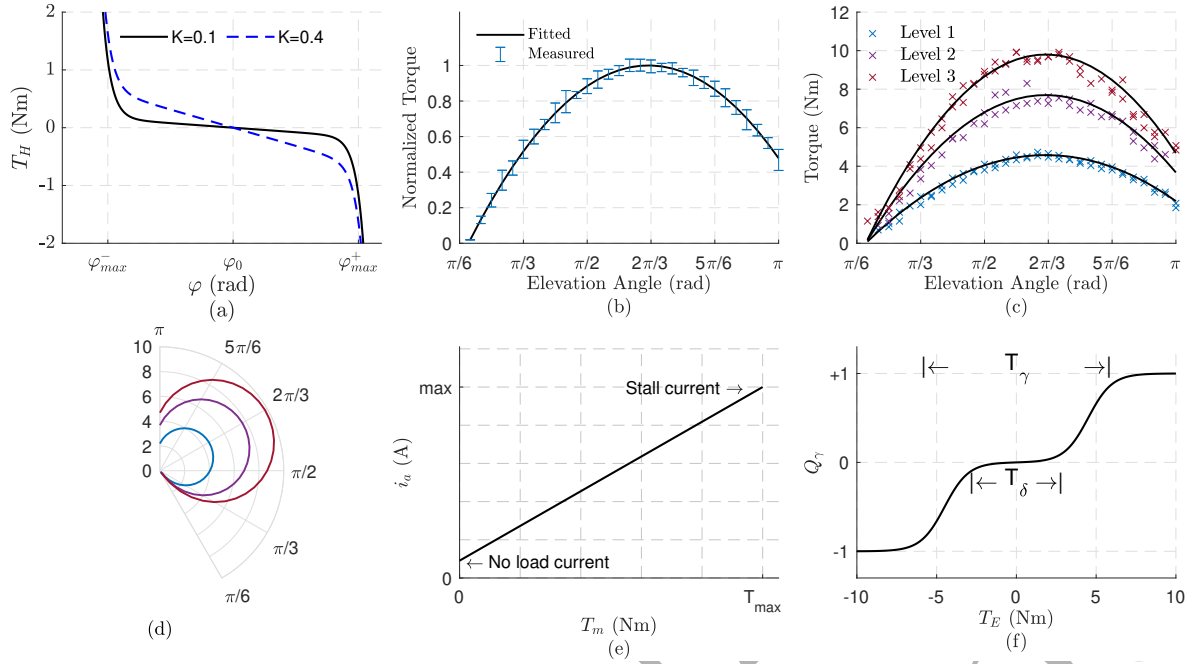 2
1
0
-1
-2
T_H (Nm)
K=0.1
K=0.4
φ⁻max
φ0
φ⁺max
φ (rad)
(a)
1
0.8
0.6
0.4
0.2
0
Normalized Torque
Fitted
Measured
π/6
π/3
π/2
2π/3
5π/6
π
Elevation Angle (rad)
(b)
12
10
8
6
4
2
0
Torque (Nm)
Level 1
Level 2
Level 3
π/6
π/3
π/2
2π/3
5π/6
π
Elevation Angle (rad)
(c)
10
8
6
4
2
0
π
5π/6
2π/3
π/2
π/3
π/6
(d)
max
0
i_a (A)
Stall current →
← No load current
0
T_max
T_m (Nm)
(e)
+1
0
-1
Q_γ
|← T_γ →|
|← T_δ →|
-10
-5
0
5
10
T_E (Nm)
(f)